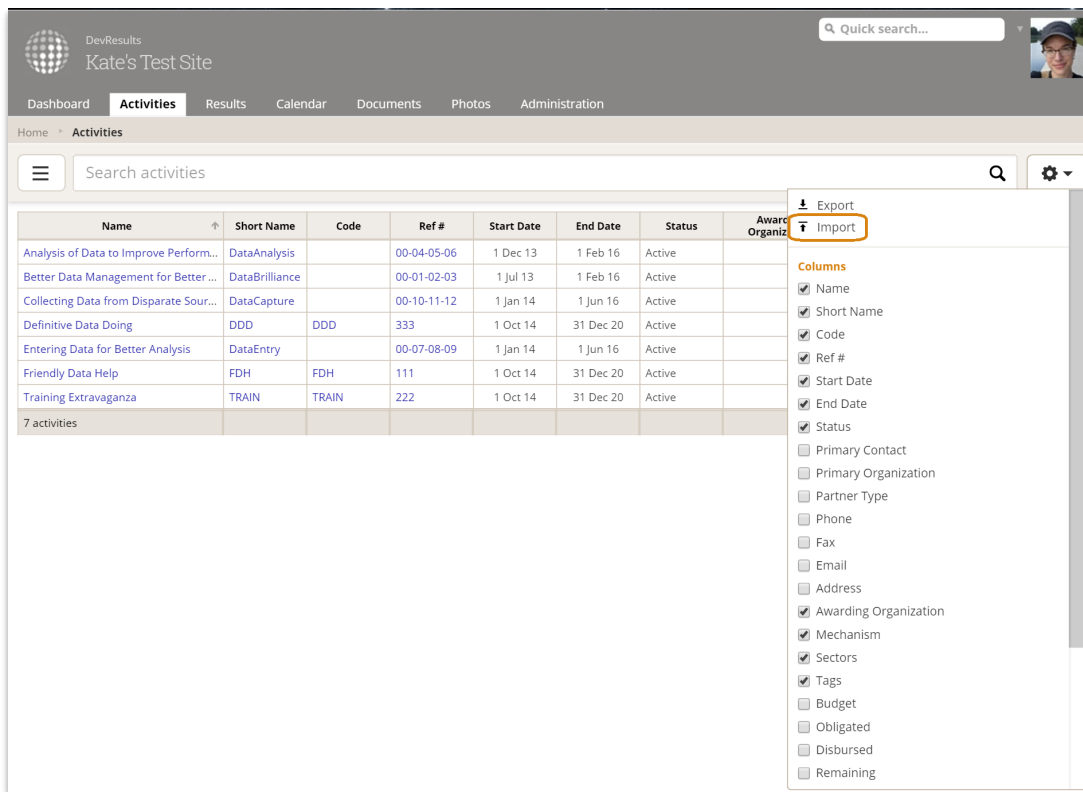 DevResults
Kate's Test Site
Quick search...
Dashboard Activities Results Calendar Documents Photos Administration
Home Activities
Search activities
Export
Import
Name Short Name Code Ref # Start Date End Date Status
Analysis of Data to Improve Perform... DataAnalysis 00-04-05-06 1 Dec 13 1 Feb 16 Active
Better Data Management for Better ... DataBrilliance 00-01-02-03 1 Jul 13 1 Feb 16 Active
Collecting Data from Disparate Sour... DataCapture 00-10-11-12 1 Jan 14 1 Jun 16 Active
Definitive Data Doing DDD DDD 333 1 Oct 14 31 Dec 20 Active
Entering Data for Better Analysis DataEntry 00-07-08-09 1 Jan 14 1 Jun 16 Active
Friendly Data Help FDH FDH 111 1 Oct 14 31 Dec 20 Active
Training Extravaganza TRAIN TRAIN 222 1 Oct 14 31 Dec 20 Active
7 activities
Columns
Name
Short Name
Code
Ref #
Start Date
End Date
Status
Primary Contact
Primary Organization
Partner Type
Phone
Fax
Email
Address
Awarding Organization
Mechanism
Sectors
Tags
Budget
Obligated
Disbursed
Remaining